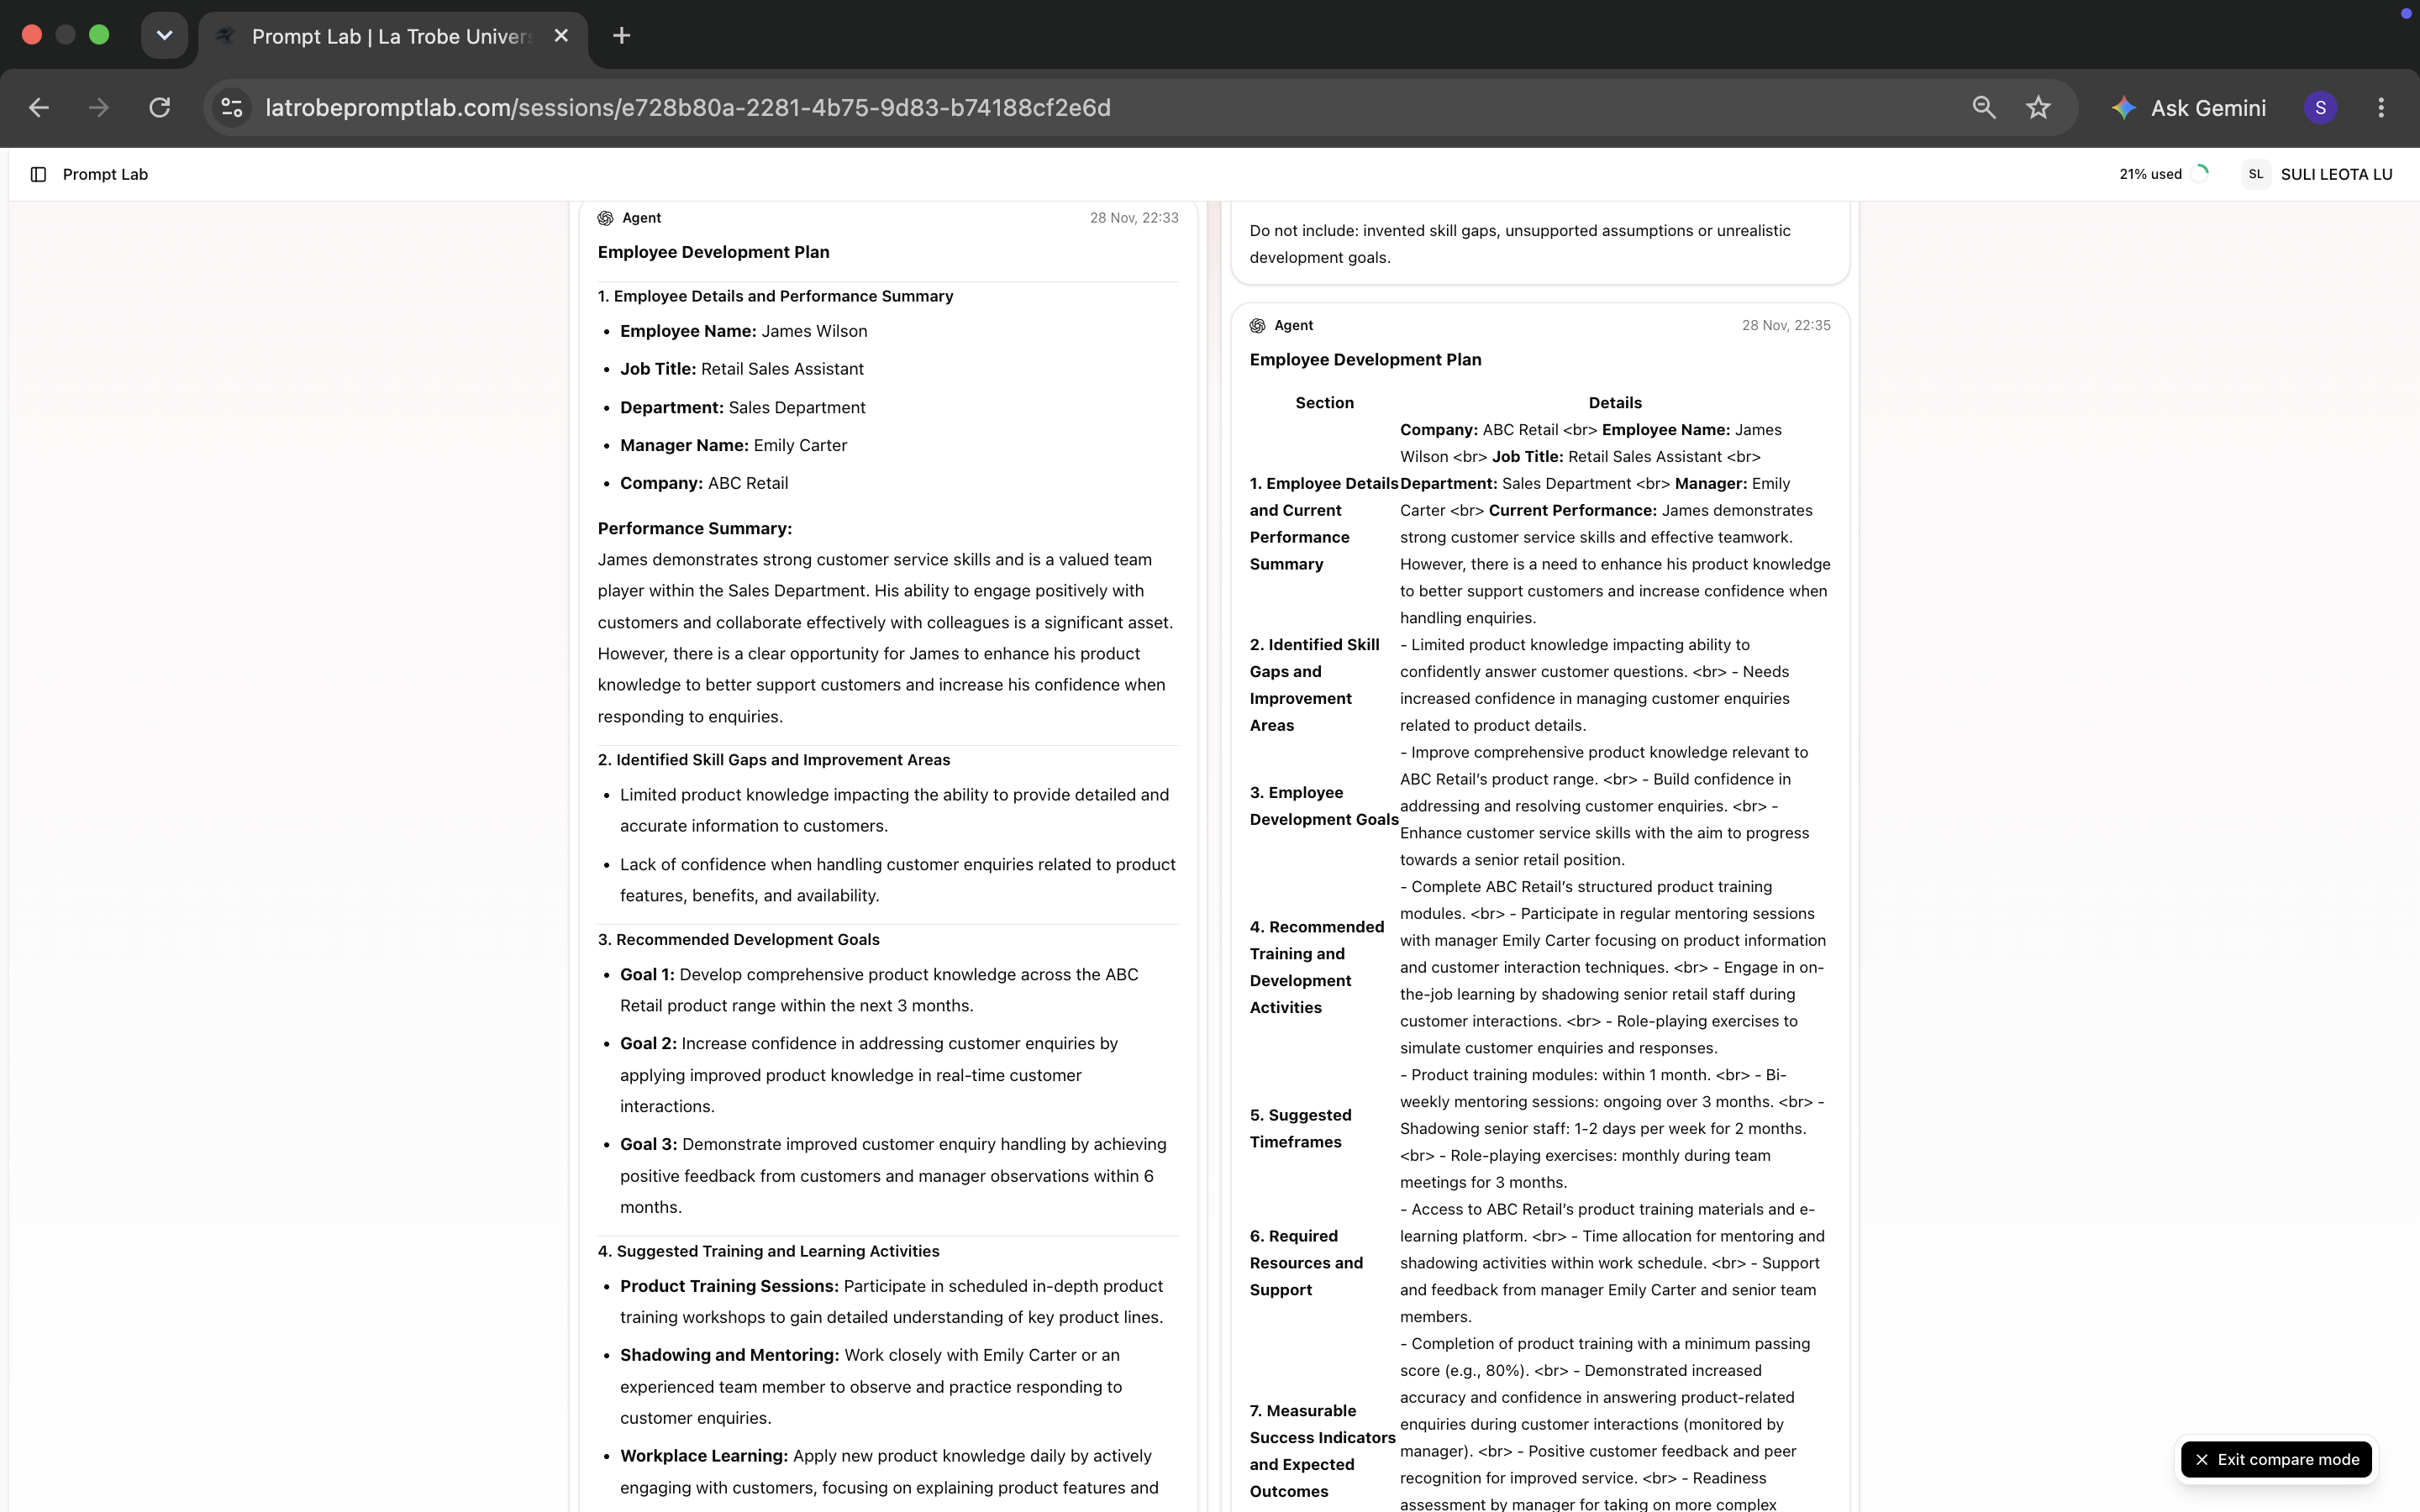 Prompt Lab | La Trobe Univers
latrobepromptlab.com/sessions/e728b80a-2281-4b75-9d83-b74188cf2e6d
Ask Gemini
S
Prompt Lab
21% used
SL
SULI LEOTA LU
Agent
28 Nov, 22:33
Employee Development Plan
1. Employee Details and Performance Summary
• Employee Name: James Wilson
• Job Title: Retail Sales Assistant
• Department: Sales Department
• Manager Name: Emily Carter
• Company: ABC Retail
Performance Summary:
James demonstrates strong customer service skills and is a valued team
player within the Sales Department. His ability to engage positively with
customers and collaborate effectively with colleagues is a significant asset.
However, there is a clear opportunity for James to enhance his product
knowledge to better support customers and increase his confidence when
responding to enquiries.
2. Identified Skill Gaps and Improvement Areas
• Limited product knowledge impacting the ability to provide detailed and
accurate information to customers.
• Lack of confidence when handling customer enquiries related to product
features, benefits, and availability.
3. Recommended Development Goals
• Goal 1: Develop comprehensive product knowledge across the ABC
Retail product range within the next 3 months.
• Goal 2: Increase confidence in addressing customer enquiries by
applying improved product knowledge in real-time customer
interactions.
• Goal 3: Demonstrate improved customer enquiry handling by achieving
positive feedback from customers and manager observations within 6
months.
4. Suggested Training and Learning Activities
• Product Training Sessions: Participate in scheduled in-depth product
training workshops to gain detailed understanding of key product lines.
• Shadowing and Mentoring: Work closely with Emily Carter or an
experienced team member to observe and practice responding to
customer enquiries.
• Workplace Learning: Apply new product knowledge daily by actively
engaging with customers, focusing on explaining product features and
Do not include: invented skill gaps, unsupported assumptions or unrealistic
development goals.
Agent
28 Nov, 22:35
Employee Development Plan
Section
Details
1. Employee Details
and Current
Performance
Summary
Company: ABC Retail <br> Employee Name: James
Wilson <br> Job Title: Retail Sales Assistant <br>
Department: Sales Department <br> Manager: Emily
Carter <br> Current Performance: James demonstrates
strong customer service skills and effective teamwork.
However, there is a need to enhance his product knowledge
to better support customers and increase confidence when
handling enquiries.
2. Identified Skill
Gaps and
Improvement
Areas
- Limited product knowledge impacting ability to
confidently answer customer questions. <br> - Needs
increased confidence in managing customer enquiries
related to product details.
3. Employee
Development Goals
- Improve comprehensive product knowledge relevant to
ABC Retail's product range. <br> - Build confidence in
addressing and resolving customer enquiries. <br> -
Enhance customer service skills with the aim to progress
towards a senior retail position.
4. Recommended
Training and
Development
Activities
- Complete ABC Retail's structured product training
modules. <br> - Participate in regular mentoring sessions
with manager Emily Carter focusing on product information
and customer interaction techniques. <br> - Engage in on-
the-job learning by shadowing senior retail staff during
customer interactions. <br> - Role-playing exercises to
simulate customer enquiries and responses.
5. Suggested
Timeframes
- Product training modules: within 1 month. <br> - Bi-
weekly mentoring sessions: ongoing over 3 months. <br> -
Shadowing senior staff: 1-2 days per week for 2 months.
<br> - Role-playing exercises: monthly during team
meetings for 3 months.
6. Required
Resources and
Support
- Access to ABC Retail's product training materials and e-
learning platform. <br> - Time allocation for mentoring and
shadowing activities within work schedule. <br> - Support
and feedback from manager Emily Carter and senior team
members.
7. Measurable
Success Indicators
and Expected
Outcomes
- Completion of product training with a minimum passing
score (e.g., 80%). <br> - Demonstrated increased
accuracy and confidence in answering product-related
enquiries during customer interactions (monitored by
manager). <br> - Positive customer feedback and peer
recognition for improved service. <br> - Readiness
assessment by manager for taking on more complex
Exit compare mode